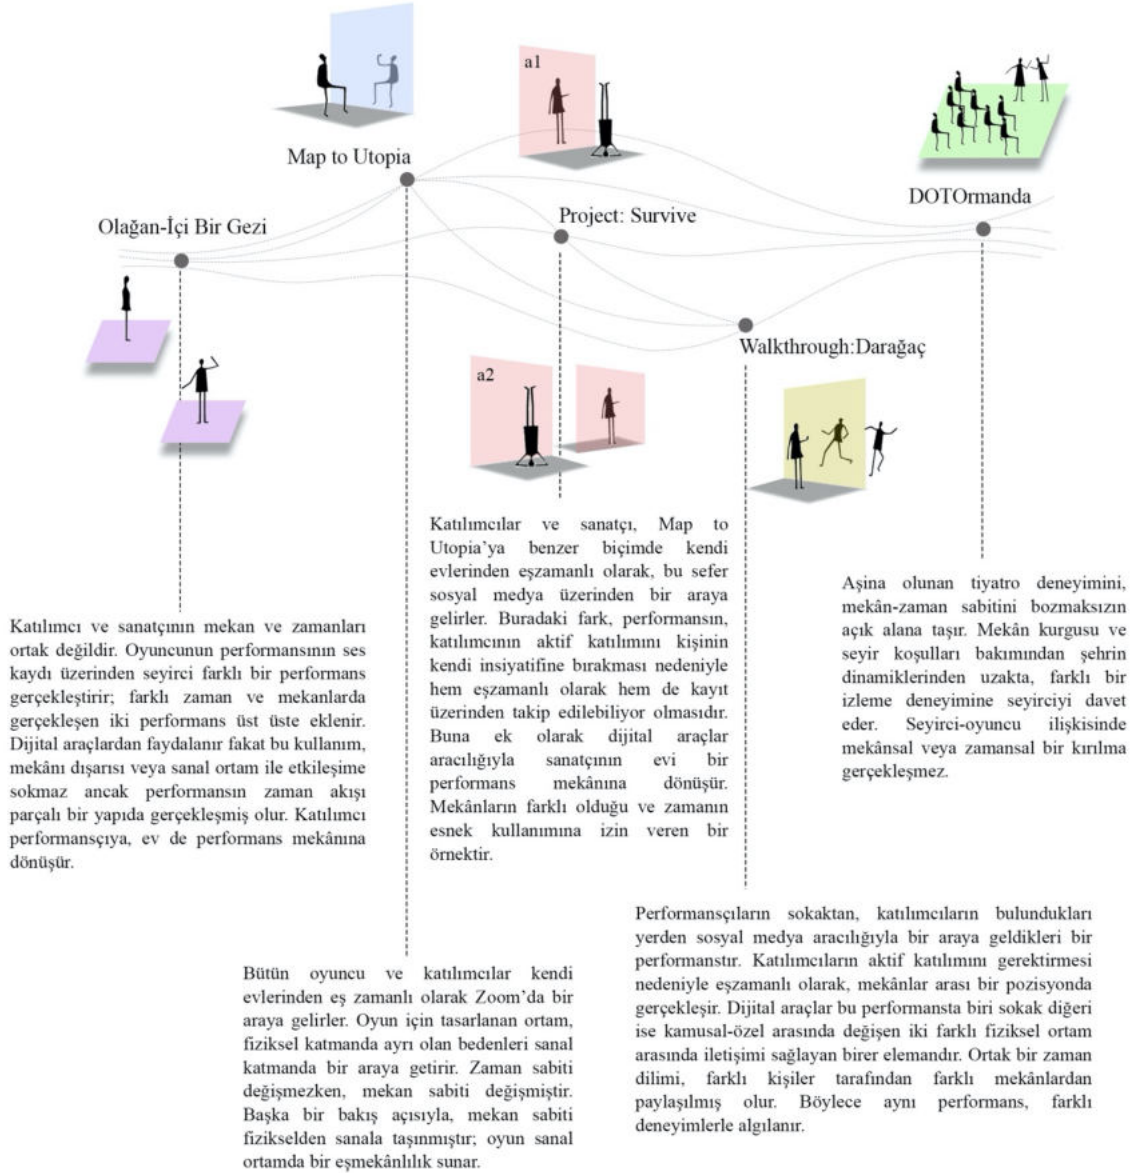 a1
Map to Utopia
DOTOrmanda
Project: Survive
Olağan-İçi Bir Gezi
Walkthrough:Darağaç
a2
Katılımcı ve sanatçının mekan ve zamanları
ortak değildir. Oyuncunun performansının ses
kaydı üzerinden seyirci farklı bir performans
gerçekleştirir; farklı zaman ve mekanlarda
gerçekleşen iki performans üst üste eklenir.
Dijital araçlardan faydalanır fakat bu kullanım,
mekânı dışarısı veya sanal ortam ile etkileşime
sokmaz ancak performansın zaman akışı
parçalı bir yapıda gerçekleşmiş olur. Katılımcı
performansçıya, ev de performans mekânına
dönüşür.
Katılımcılar ve sanatçı, Map to
Utopia’ya benzer biçimde kendi
evlerinden eşzamanlı olarak, bu sefer
sosyal medya üzerinden bir araya
gelirler. Buradaki fark, performansın,
katılımcının aktif katılımını kişinin
kendi insiyatifine bırakması nedeniyle
hem eşzamanlı olarak hem de kayıt
üzerinden takip edilebiliyor olmasıdır.
Buna ek olarak dijital araçlar
aracılığıyla sanatçının evi bir
performans mekânına dönüşür.
Mekânların farklı olduğu ve zamanın
esnek kullanımına izin veren bir
örnektir.
Aşina olunan tiyatro deneyimini,
mekân-zaman sabitini bozmaksızın
açık alana taşır. Mekân kurgusu ve
seyir koşulları bakımından şehrin
dinamiklerinden uzakta, farklı bir
izleme deneyimine seyirciyi davet
eder. Seyirci-oyuncu ilişkisinde
mekânsal veya zamansal bir kırılma
gerçekleşmez.
Bütün oyuncu ve katılımcılar kendi
evlerinden eş zamanlı olarak Zoom’da bir
araya gelirler. Oyun için tasarlanan ortam,
fiziksel katmanda ayrı olan bedenleri sanal
katmanda bir araya getirir. Zaman sabiti
değişmezken, mekan sabiti değişmiştir.
Başka bir bakış açısıyla, mekan sabiti
fizikselden sanala taşınmıştır; oyun sanal
ortamda bir eşmekânlılık sunar.
Performansçıların sokaktan, katılımcıların bulundukları
yerden sosyal medya aracılığıyla bir araya geldikleri bir
performanstır. Katılımcıların aktif katılımını gerektirmesi
nedeniyle eşzamanlı olarak, mekânlar arası bir pozisyonda
gerçekleşir. Dijital araçlar bu performansta biri sokak diğeri
ise kamusal-özel arasında değişen iki farklı fiziksel ortam
arasında iletişimi sağlayan birer elemandır. Ortak bir zaman
dilimi, farklı kişiler tarafından farklı mekânlardan
paylaşılmış olur. Böylece aynı performans, farklı
deneyimlerle algılanır.